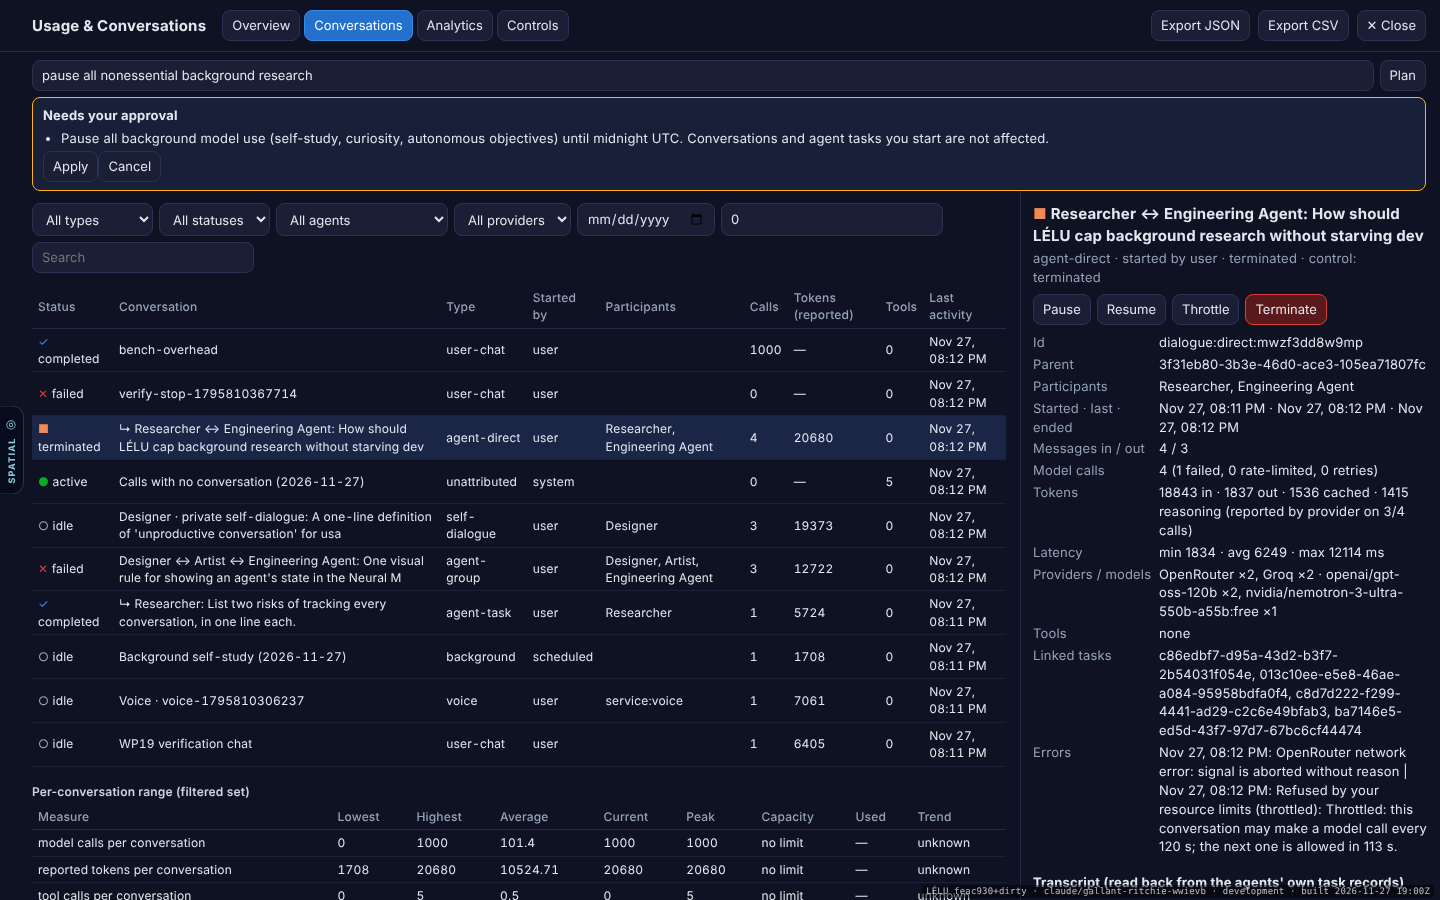 Usage & Conversations Overview Conversations Analytics Controls Export JSON Export CSV ✕ Close
pause all nonessential background research Plan
Needs your approval
• Pause all background model use (self-study, curiosity, autonomous objectives) until midnight UTC. Conversations and agent tasks you start are not affected.
Apply Cancel
All types All statuses All agents All providers mm/dd/yyyy 0
Search
Status Conversation Type Started by Participants Calls Tokens (reported) Tools Last activity
✓ completed bench-overhead user-chat user 1000 — 0 Nov 27, 08:12 PM
✕ failed verify-stop-1795810367714 user-chat user 0 — 0 Nov 27, 08:12 PM
■ terminated ↳ Researcher ↔ Engineering Agent: How should LÉLU cap background research without starving dev agent-direct user Researcher, Engineering Agent 4 20680 0 Nov 27, 08:12 PM
● active Calls with no conversation (2026-11-27) unattributed system 0 — 5 Nov 27, 08:12 PM
○ idle Designer · private self-dialogue: A one-line definition of 'unproductive conversation' for usa self-dialogue user Designer 3 19373 0 Nov 27, 08:12 PM
✕ failed Designer ↔ Artist ↔ Engineering Agent: One visual rule for showing an agent's state in the Neural M agent-group user Designer, Artist, Engineering Agent 3 12722 0 Nov 27, 08:12 PM
✓ completed ↳ Researcher: List two risks of tracking every conversation, in one line each. agent-task user Researcher 1 5724 0 Nov 27, 08:12 PM
○ idle Background self-study (2026-11-27) background scheduled 1 1708 0 Nov 27, 08:11 PM
○ idle Voice · voice-1795810306237 voice user service:voice 1 7061 0 Nov 27, 08:11 PM
○ idle WP19 verification chat user-chat user 1 6405 0 Nov 27, 08:11 PM
Per-conversation range (filtered set)
Measure Lowest Highest Average Current Peak Capacity Used Trend
model calls per conversation 0 1000 101.4 1000 1000 no limit — unknown
reported tokens per conversation 1708 20680 10524.71 20680 20680 no limit — unknown
tool calls per conversation 0 5 0.5 0 5 no limit — unknown
SPATIAL ◎
■ Researcher ↔ Engineering Agent: How should
LÉLU cap background research without starving dev
agent-direct · started by user · terminated · control:
terminated
Pause Resume Throttle Terminate
Id dialogue:direct:mwzf3dd8w9mp
Parent 3f31eb80-3b3e-46d0-ace3-105ea71807fc
Participants Researcher, Engineering Agent
Started · last · ended Nov 27, 08:11 PM · Nov 27, 08:12 PM · Nov 27, 08:12 PM
Messages in / out 4 / 3
Model calls 4 (1 failed, 0 rate-limited, 0 retries)
Tokens 18843 in · 1837 out · 1536 cached · 1415
reasoning (reported by provider on 3/4
calls)
Latency min 1834 · avg 6249 · max 12114 ms
Providers / models OpenRouter ×2, Groq ×2 · openai/gpt-
oss-120b ×2, nvidia/nemotron-3-ultra-
550b-a55b:free ×1
Tools none
Linked tasks c86edbf7-d95a-43d2-b3f7-
2b54031f054e, 013c10ee-e5e8-46ae-
a084-95958bdfa0f4, c8d7d222-f299-
4441-ad29-c2c6e49bfab3, ba7146e5-
ed5d-43f7-97d7-67bc6cf44474
Errors Nov 27, 08:12 PM: OpenRouter network
error: signal is aborted without reason |
Nov 27, 08:12 PM: Refused by your
resource limits (throttled): Throttled: this
conversation may make a model call every
120 s; the next one is allowed in 113 s.
Transcript (read back from the agents' own task records)
LÉLU feac930+dirty · claude/gallant-ritchie-wwievb · development · built 2026-11-27 19:00Z